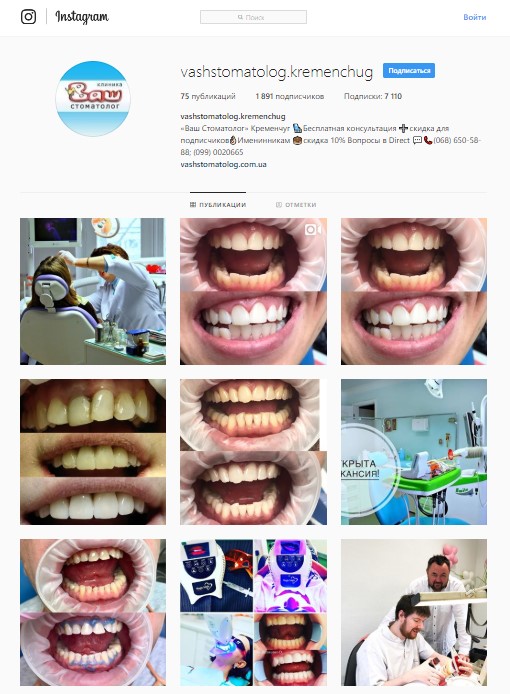 Instagram
Поиск
Войти
клиника
Ваш
стоматолог
vashstomatolog.kremenchug Подписаться
75 публикаций 1 891 подписчиков Подписки: 7 110
vashstomatolog.kremenchug
«Ваш Стоматолог» Кременчуг 💺Бесплатная консультация ➕скидка для
подписчиков👌Именинникам 🎂скидка 10% Вопросы в Direct 💬📞(068) 650-58-
88; (099) 0020665
vashstomatolog.com.ua
ПУБЛИКАЦИИ ОТМЕТКИ
КРЫТА
КАНСИЯ!